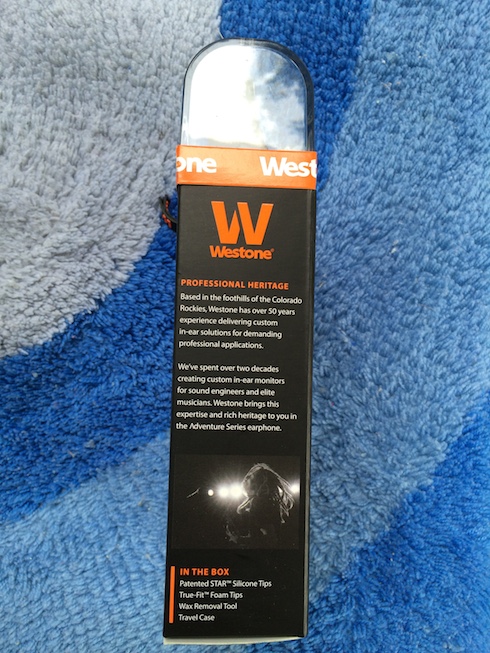 one West
W
Westone®
PROFESSIONAL HERITAGE
Based in the foothills of the Colorado
Rockies, Westone has over 50 years
experience delivering custom
in-ear solutions for demanding
professional applications.
We've spent over two decades
creating custom in-ear monitors
for sound engineers and elite
musicians. Westone brings this
expertise and rich heritage to you in
the Adventure Series earphone.
IN THE BOX
Patented STAR™ Silicone Tips
True-Fit™ Foam Tips
Wax Removal Tool
Travel Case